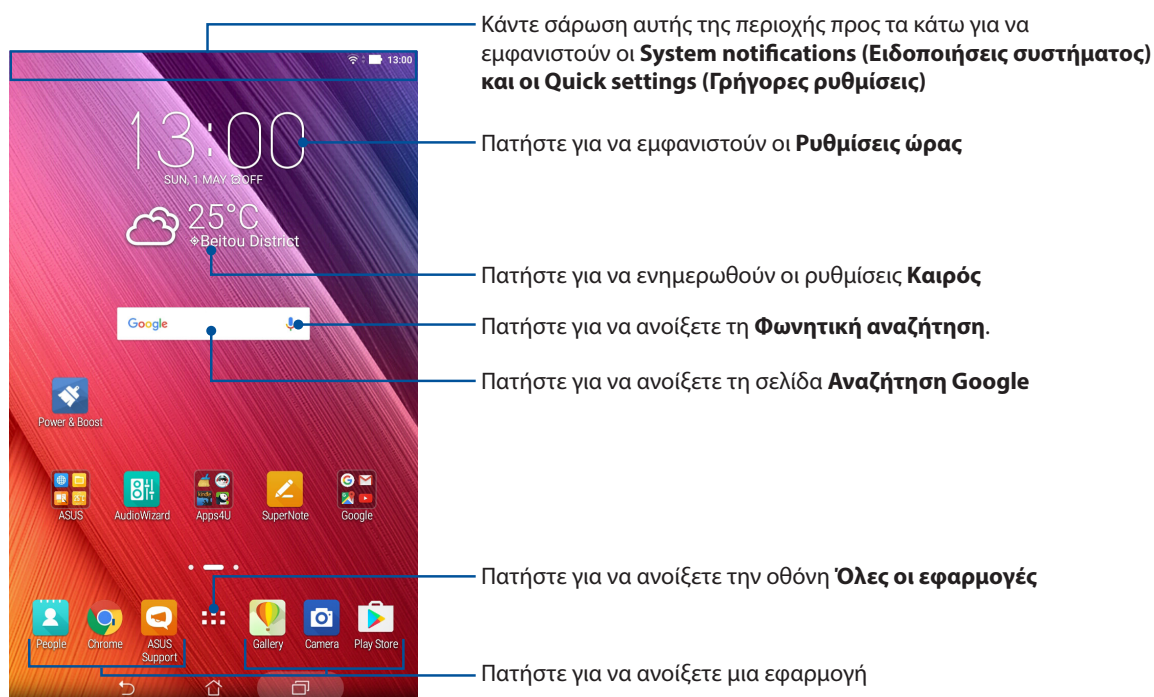 Κάντε σάρωση αυτής της περιοχής προς τα κάτω για να
εμφανιστούν οι System notifications (Ειδοποιήσεις συστήματος)
και οι Quick settings (Γρήγορες ρυθμίσεις)
13:00
Πατήστε για να εμφανιστούν οι Ρυθμίσεις ώρας
13:00
SUN, 1 MAY OFF
25°C
Beitou District
Πατήστε για να ενημερωθούν οι ρυθμίσεις Καιρός
Πατήστε για να ανοίξετε τη Φωνητική αναζήτηση.
Google
Πατήστε για να ανοίξετε τη σελίδα Αναζήτηση Google
Power & Boost
ASUS AudioWizard Apps4U SuperNote Google
Πατήστε για να ανοίξετε την οθόνη Όλες οι εφαρμογές
People Chrome ASUS Support Gallery Camera Play Store
Πατήστε για να ανοίξετε μια εφαρμογή